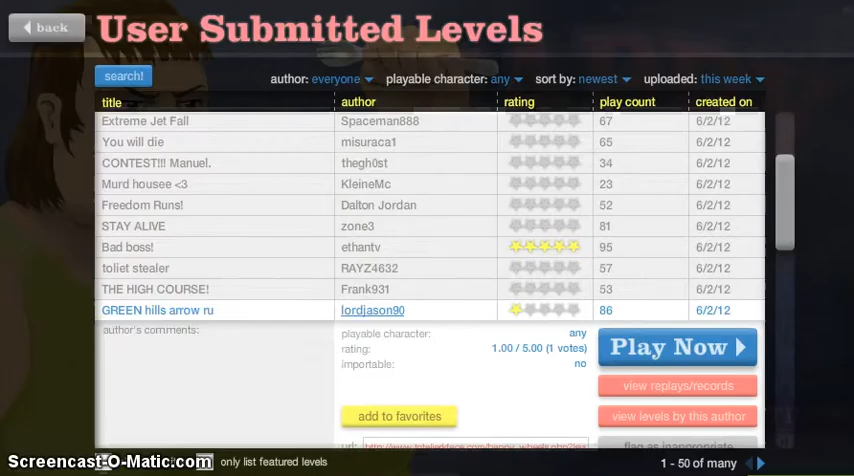 back
User Submitted Levels
search!
author: everyone playable character: any sort by: newest uploaded: this week
title author rating play count created on
Extreme Jet Fall Spaceman888 67 6/2/12
You will die misuraca1 65 6/2/12
CONTEST!!! Manuel. thegh0st 34 6/2/12
Murd housee <3 KleineMc 23 6/2/12
Freedom Runs! Dalton Jordan 52 6/2/12
STAY ALIVE zone3 81 6/2/12
Bad boss! ethantv 95 6/2/12
toliet stealer RAYZ4632 57 6/2/12
THE HIGH COURSE! Frank931 53 6/2/12
GREEN hills arrow ru lordjason90 86 6/2/12
author's comments:
playable character: any
rating: 1.00 / 5.00 (1 votes)
importable: no
Play Now
view replays/records
add to favorites
view levels by this author
url:
flag as inappropriate
Screencast-O-Matic.com
only list featured levels
1 - 50 of many